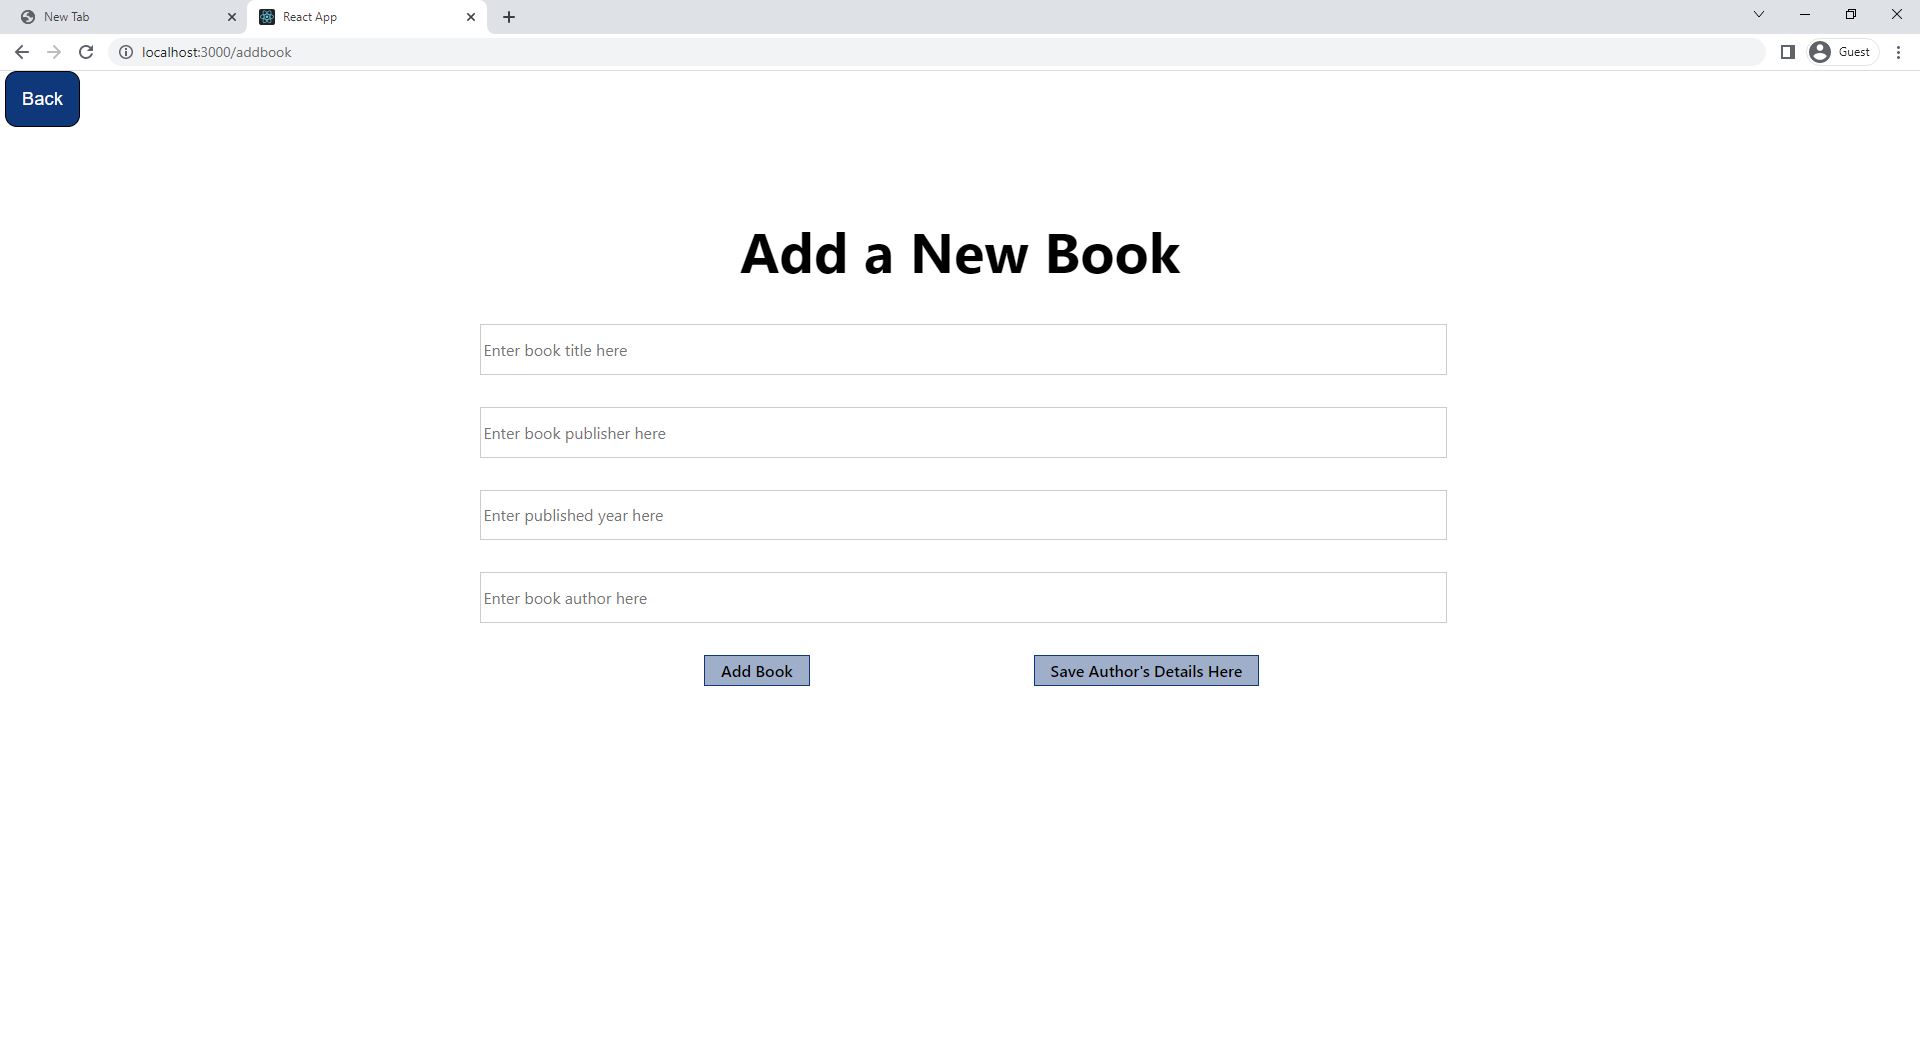 New Tab
React App
localhost:3000/addbook
Guest
Back
Add a New Book
Enter book title here
Enter book publisher here
Enter published year here
Enter book author here
Add Book
Save Author's Details Here